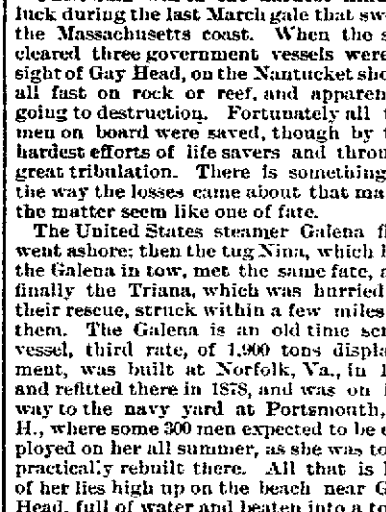 luck during the last March gale that sw
the Massachusetts coast. When the s
cleared three government vessels were
sight of Gay Head, on the Nantucket sho
all fast on rock or reef, and apparen
going to destruction. Fortunately all
men on board were saved, though by t
hardest efforts of life savers and throu
great tribulation. There is something
the way the losses came about that ma
the matter seem like one of fate.
The United States steamer Galena fi
went ashore; then the tug Nina, which h
the Galena in tow, met the same fate, a
finally the Triana, which was hurried
their rescue, struck within a few miles
them. The Galena is an old time scr
vessel, third rate, of 1,900 tons displa
ment, was built at Norfolk, Va., in 1
and refitted there in 1878, and was on
way to the navy yard at Portsmouth,
H., where some 300 men expected to be e
ployed on her all summer, as she was to
practically rebuilt there. All that is l
of her lies high up on the beach near G
Head, full of water and beaten into a to